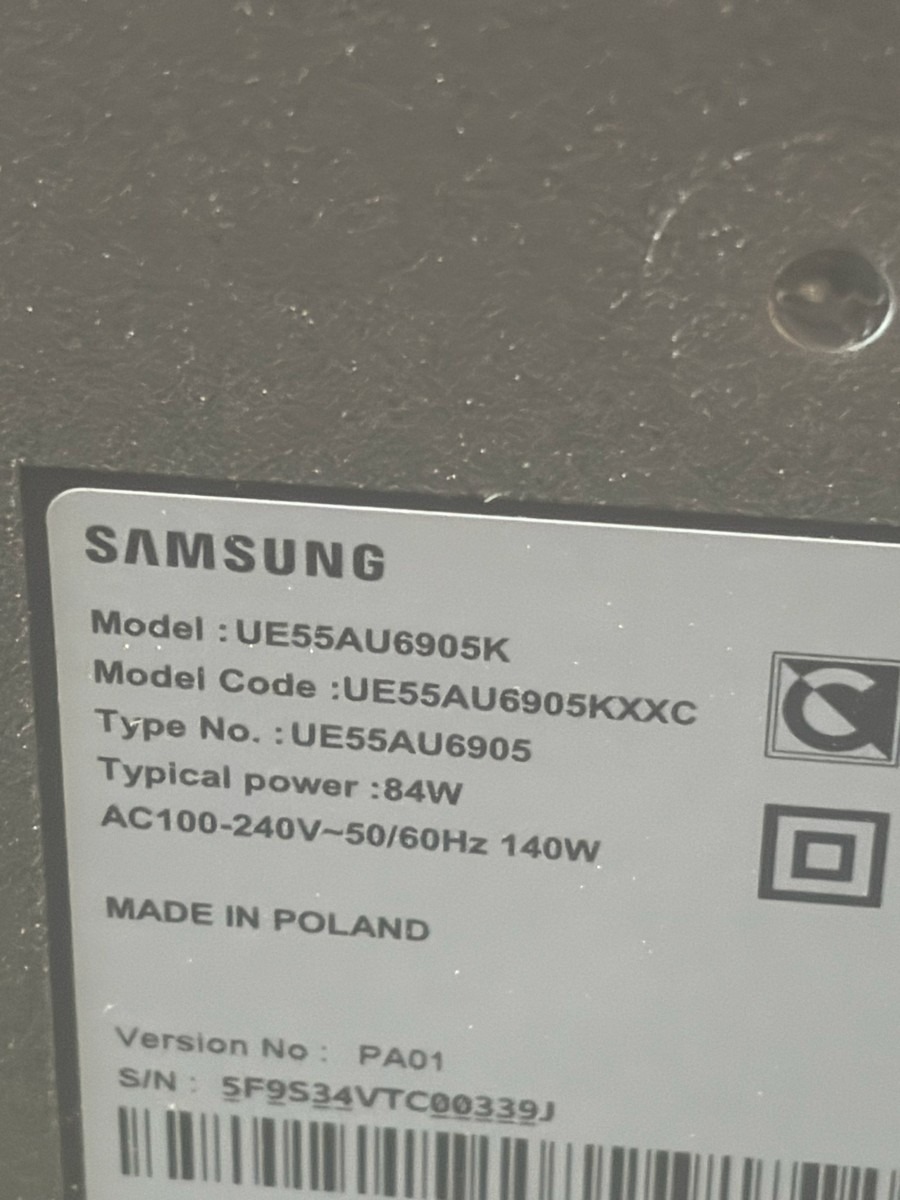 SAMSUNG
Model : UE55AU6905K
Model Code :UE55AU6905KXXC
Type No. : UE55AU6905
Typical power :84W
AC100-240V~50/60Hz 140W
MADE IN POLAND
Version No : PA01
S/N : 5F9S34VTC00339J